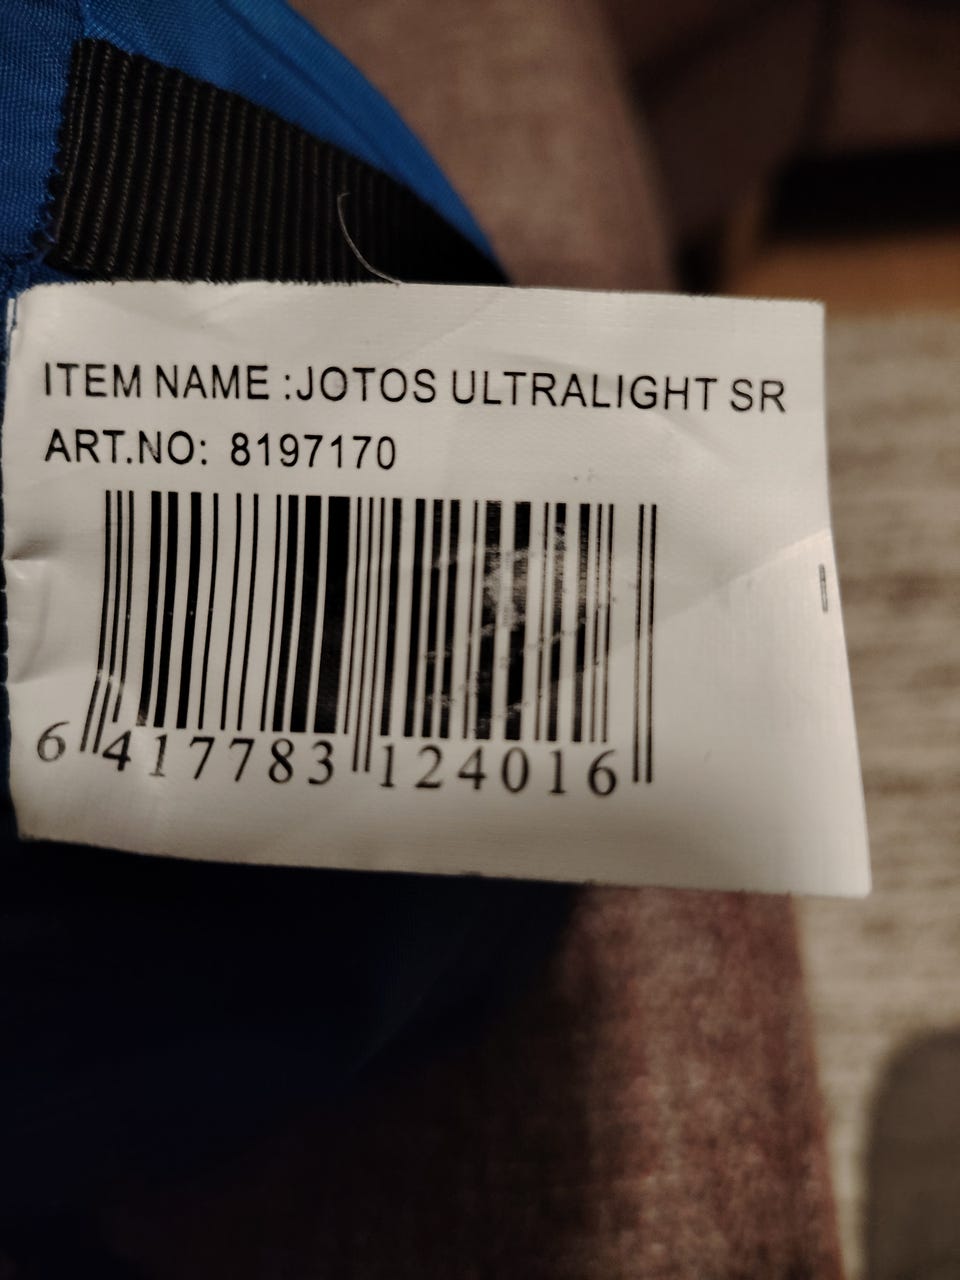 ITEM NAME :JOTOS ULTRALIGHT SR
ART.NO: 8197170
6 417783 124016